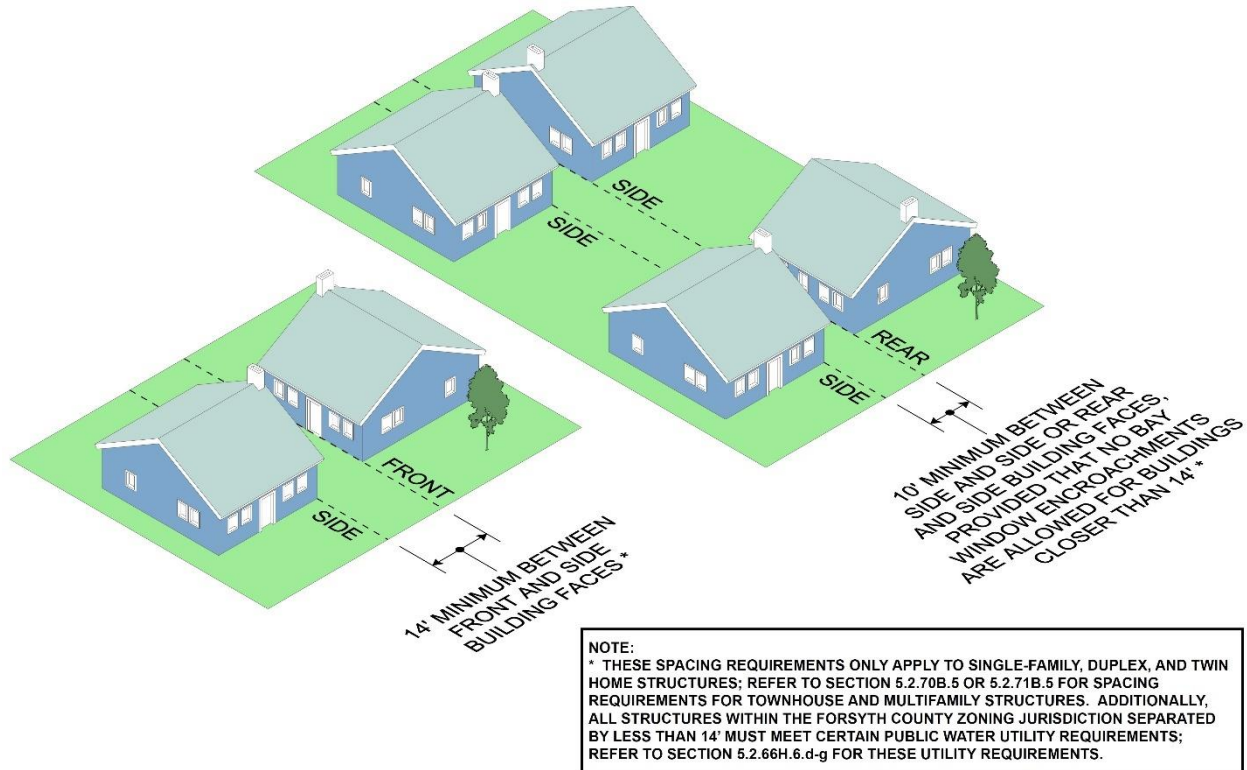 SIDE
SIDE
REAR
SIDE
FRONT
SIDE
10' MINIMUM BETWEEN
SIDE AND SIDE OR REAR
AND SIDE BUILDING FACES,
PROVIDED THAT NO BAY
WINDOW ENCROACHMENTS
ARE ALLOWED FOR BUILDINGS
CLOSER THAN 14' *
14' MINIMUM BETWEEN
FRONT AND SIDE
BUILDING FACES *
NOTE:
* THESE SPACING REQUIREMENTS ONLY APPLY TO SINGLE-FAMILY, DUPLEX, AND TWIN
HOME STRUCTURES; REFER TO SECTION 5.2.70B.5 OR 5.2.71B.5 FOR SPACING
REQUIREMENTS FOR TOWNHOUSE AND MULTIFAMILY STRUCTURES. ADDITIONALLY,
ALL STRUCTURES WITHIN THE FORSYTH COUNTY ZONING JURISDICTION SEPARATED
BY LESS THAN 14' MUST MEET CERTAIN PUBLIC WATER UTILITY REQUIREMENTS;
REFER TO SECTION 5.2.66H.6.d-g FOR THESE UTILITY REQUIREMENTS.